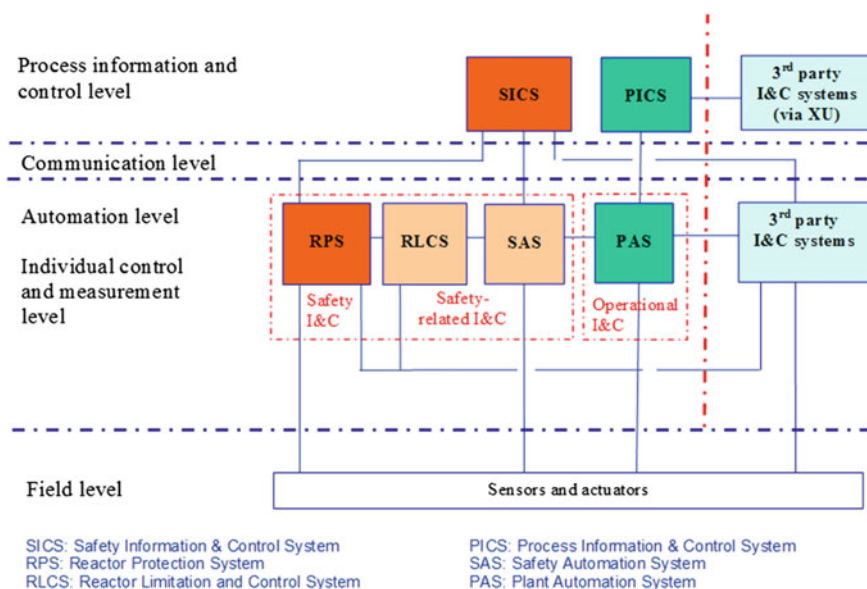 Process information and
control level
SICS
PICS
3rd party
I&C systems
(via XU)
Communication level
Automation level
Individual control
and measurement
level
RPS
RLCS
SAS
PAS
3rd party
I&C systems
Safety
I&C
Safety-
related I&C
Operational
I&C
Field level
Sensors and actuators
SICS: Safety Information & Control System
RPS: Reactor Protection System
RLCS: Reactor Limitation and Control System
PICS: Process Information & Control System
SAS: Safety Automation System
PAS: Plant Automation System